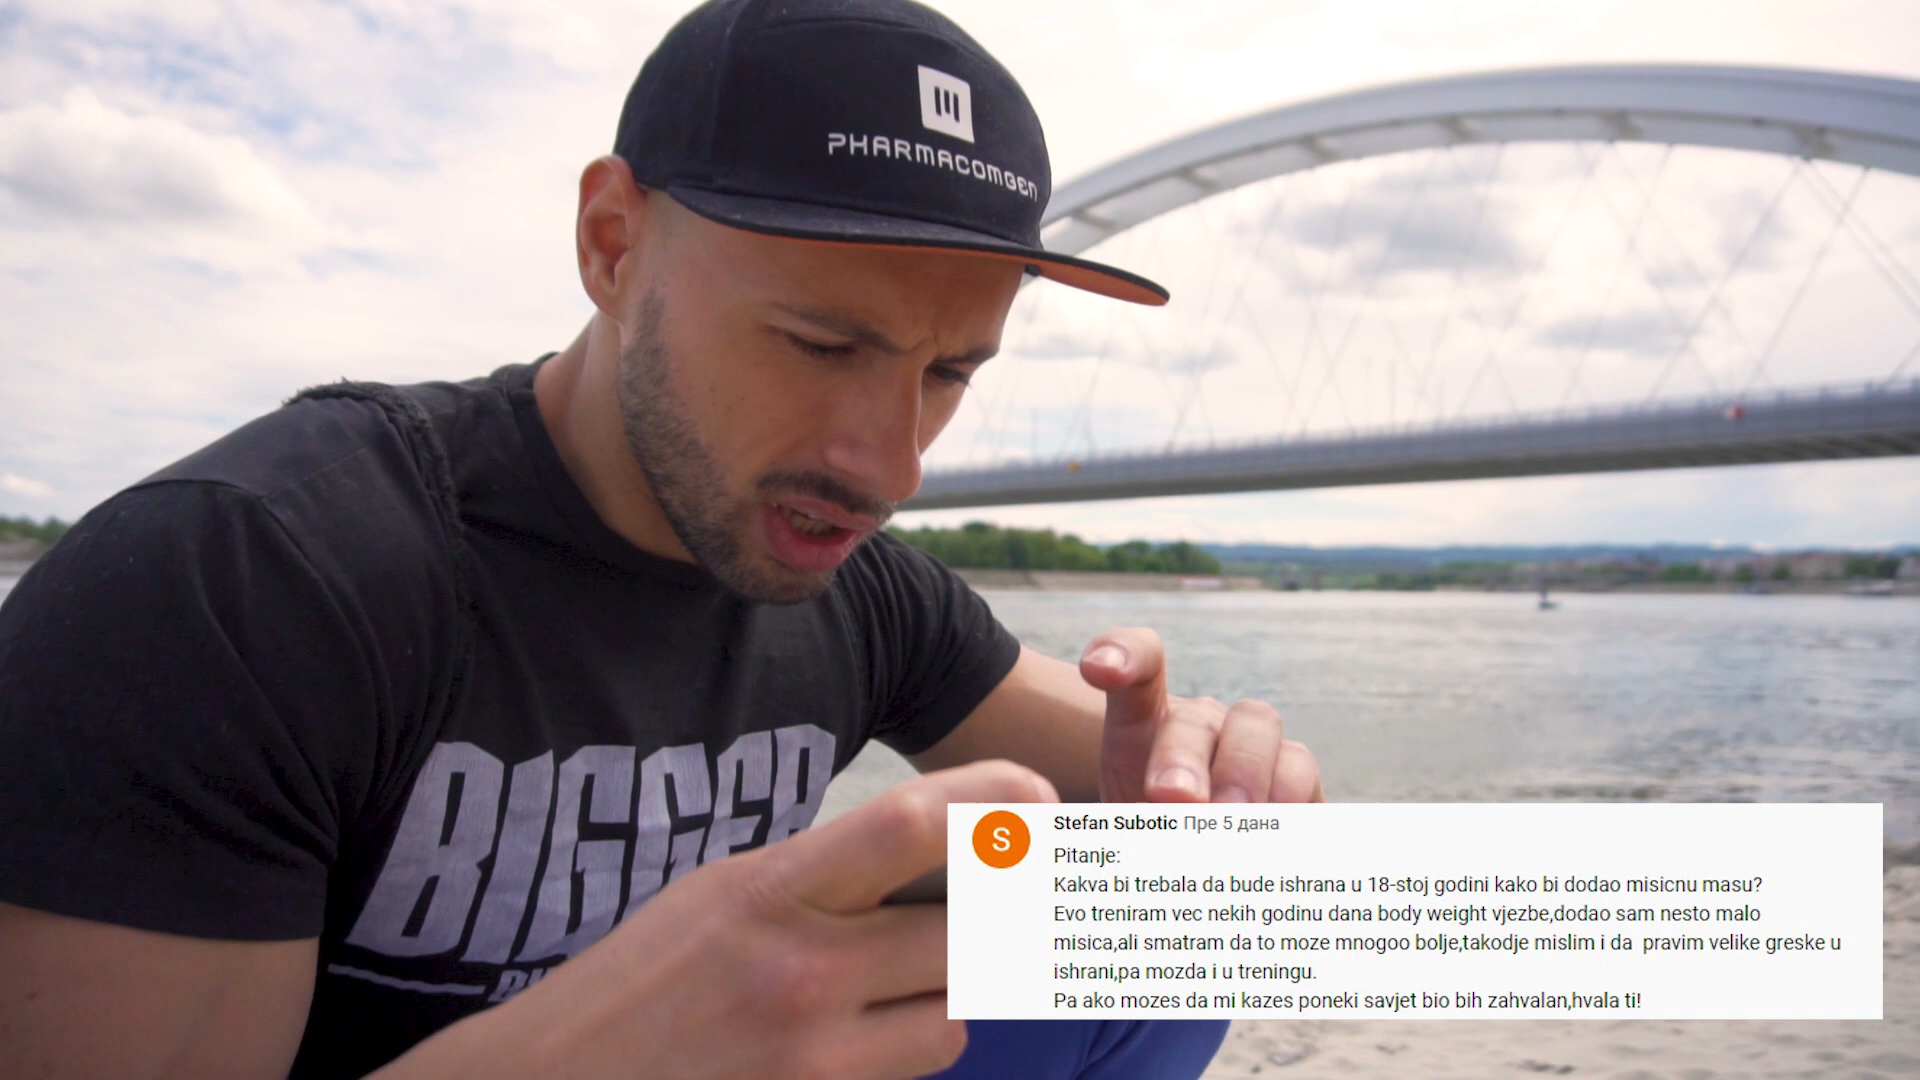 PHARMACOMGEN
BIGGER
Stefan Subotic Пре 5 дана
S
Pitanje:
Kakva bi trebala da bude ishrana u 18-stoj godini kako bi dodao misicnu masu?
Evo treniram vec nekih godinu dana body weight vjezbe,dodao sam nesto malo
misica,ali smatram da to moze mnogoo bolje,takodje mislim i da  pravim velike greske u
ishrani,pa mozda i u treningu.
Pa ako mozes da mi kazes poneki savjet bio bih zahvalan,hvala ti!